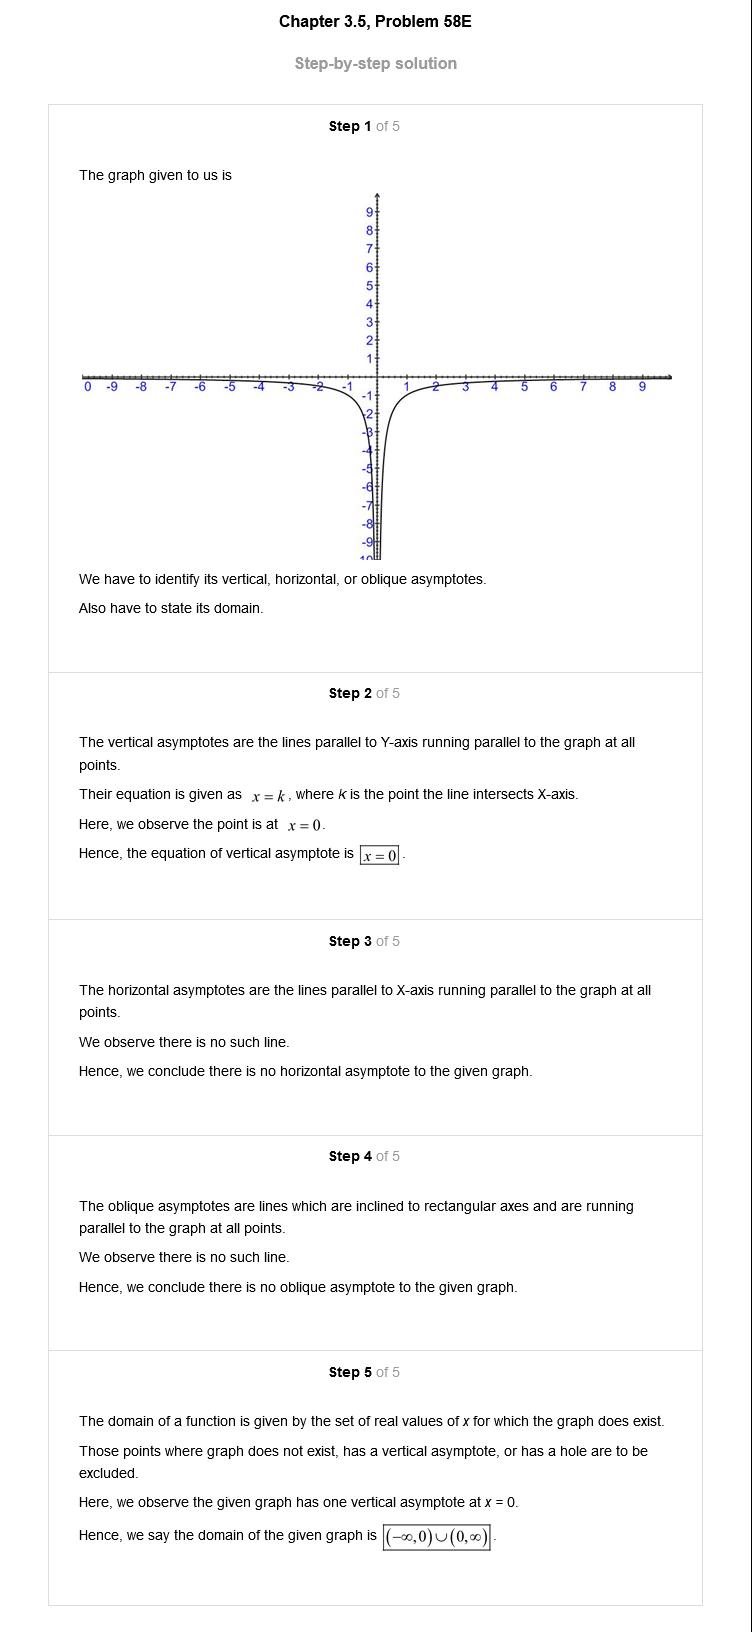 Chapter 3.5, Problem 58E
Step-by-step solution
Step 1 of 5
The graph given to us is
9
8
7
6
5
4
3
2
1
0 -9 -8 -7 -6 -5 -4 -3 -2 -1 1 2 3 4 5 6 7 8 9
-1
-2
-3
-4
-5
-6
-7
-8
-9
10
We have to identify its vertical, horizontal, or oblique asymptotes.
Also have to state its domain.
Step 2 of 5
The vertical asymptotes are the lines parallel to Y-axis running parallel to the graph at all
points.
Their equation is given as x = k, where k is the point the line intersects X-axis.
Here, we observe the point is at x = 0.
Hence, the equation of vertical asymptote is x = 0.
Step 3 of 5
The horizontal asymptotes are the lines parallel to X-axis running parallel to the graph at all
points.
We observe there is no such line.
Hence, we conclude there is no horizontal asymptote to the given graph.
Step 4 of 5
The oblique asymptotes are lines which are inclined to rectangular axes and are running
parallel to the graph at all points.
We observe there is no such line.
Hence, we conclude there is no oblique asymptote to the given graph.
Step 5 of 5
The domain of a function is given by the set of real values of x for which the graph does exist.
Those points where graph does not exist, has a vertical asymptote, or has a hole are to be
excluded.
Here, we observe the given graph has one vertical asymptote at x = 0.
Hence, we say the domain of the given graph is (−∞,0)∪(0,∞).